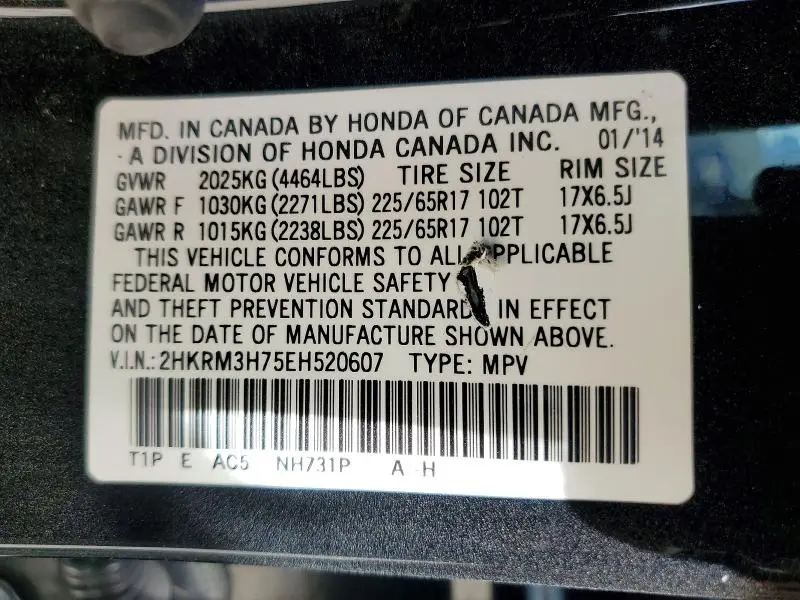 MFD. IN CANADA BY HONDA OF CANADA MFG.,
A DIVISION OF HONDA CANADA INC. 01/'14
GVWR 2025KG (4464LBS) TIRE SIZE RIM SIZE
GAWR F 1030KG (2271LBS) 225/65R17 102T 17X6.5J
GAWR R 1015KG (2238LBS) 225/65R17 102T 17X6.5J
THIS VEHICLE CONFORMS TO ALL APPLICABLE
FEDERAL MOTOR VEHICLE SAFETY
AND THEFT PREVENTION STANDARDS IN EFFECT
ON THE DATE OF MANUFACTURE SHOWN ABOVE.
V.I.N.: 2HKRM3H75EH520607 TYPE: MPV
T1P E AC5 NH731P A H